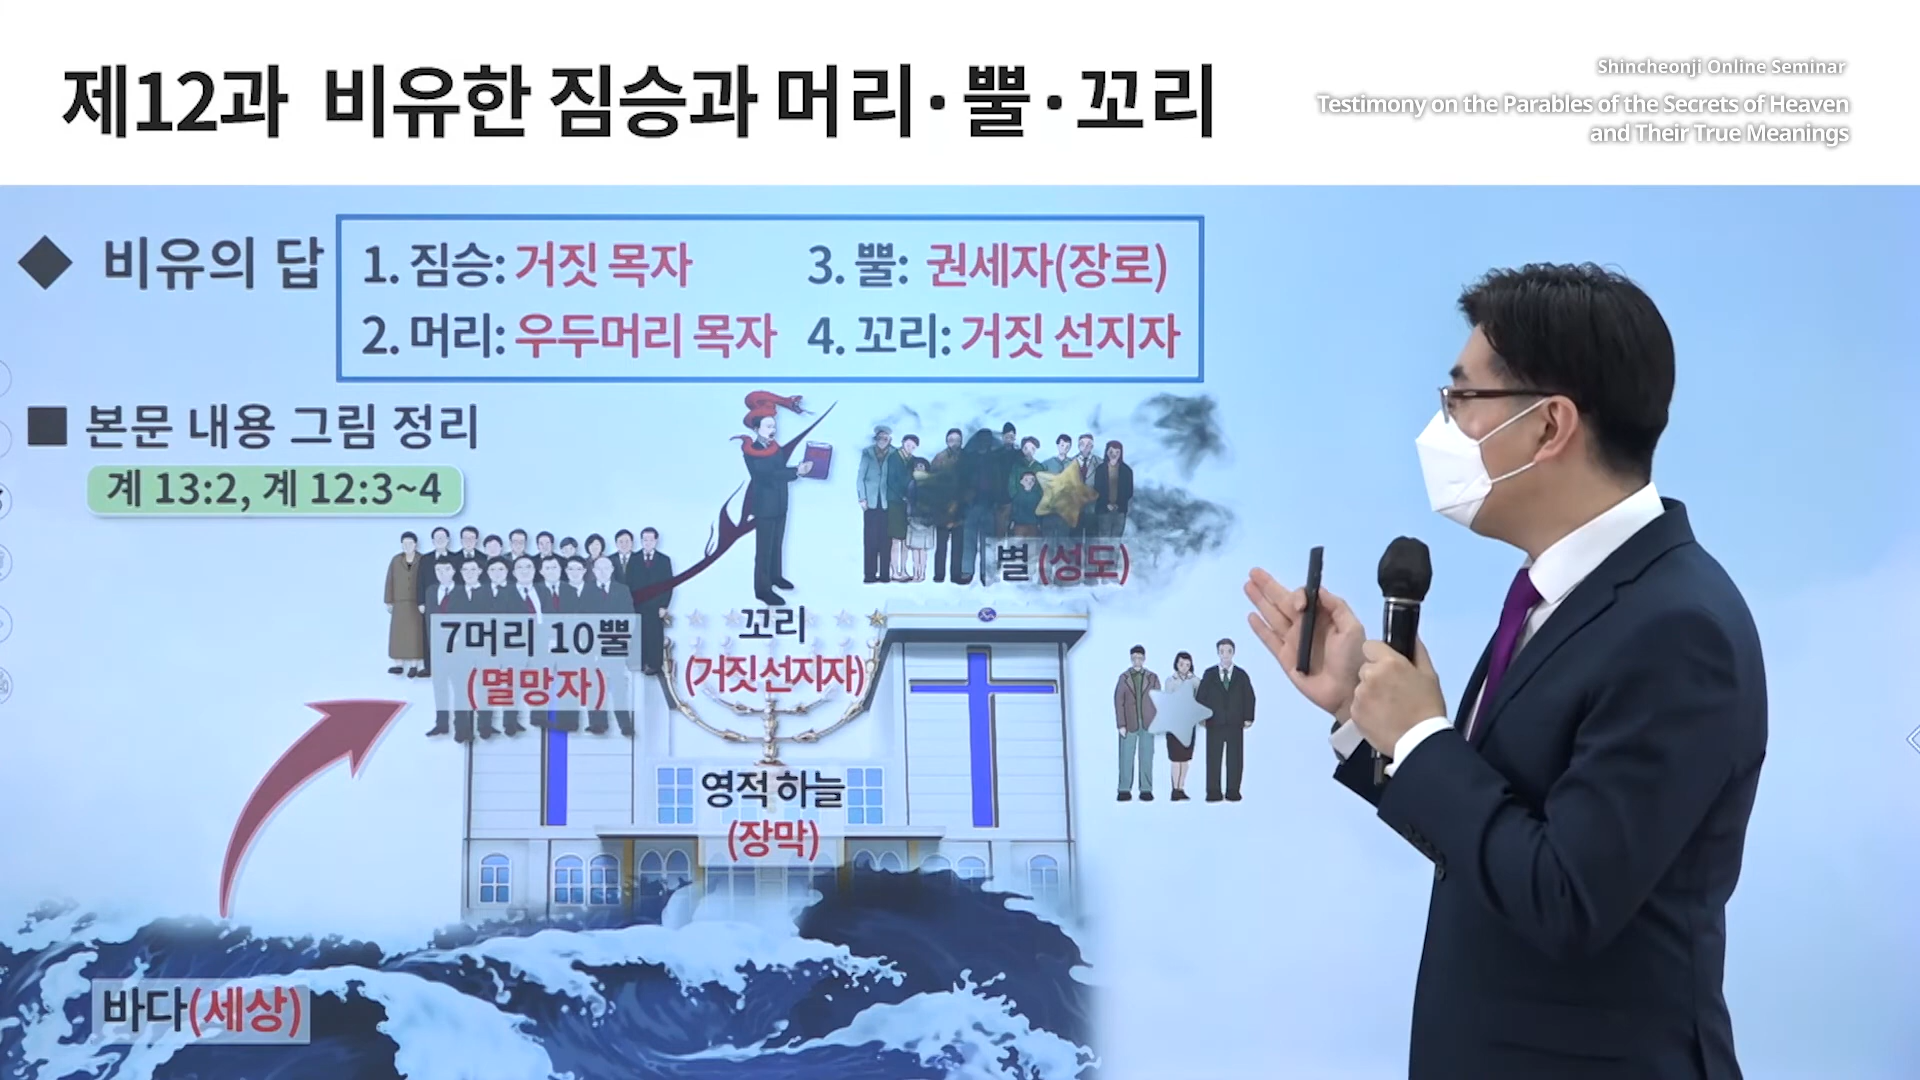 제12과 비유한 짐승과 머리·뿔·꼬리
Shincheonji Online Seminar
Testimony on the Parables of the Secrets of Heaven
and Their True Meanings
◆ 비유의 답
1. 짐승: 거짓 목자
3. 뿔: 권세자(장로)
2. 머리: 우두머리 목자
4. 꼬리: 거짓 선지자
■ 본문 내용 그림 정리
계 13:2, 계 12:3~4
별 (성도)
7머리 10뿔
(멸망자)
꼬리
(거짓선지자)
영적 하늘
(장막)
바다(세상)